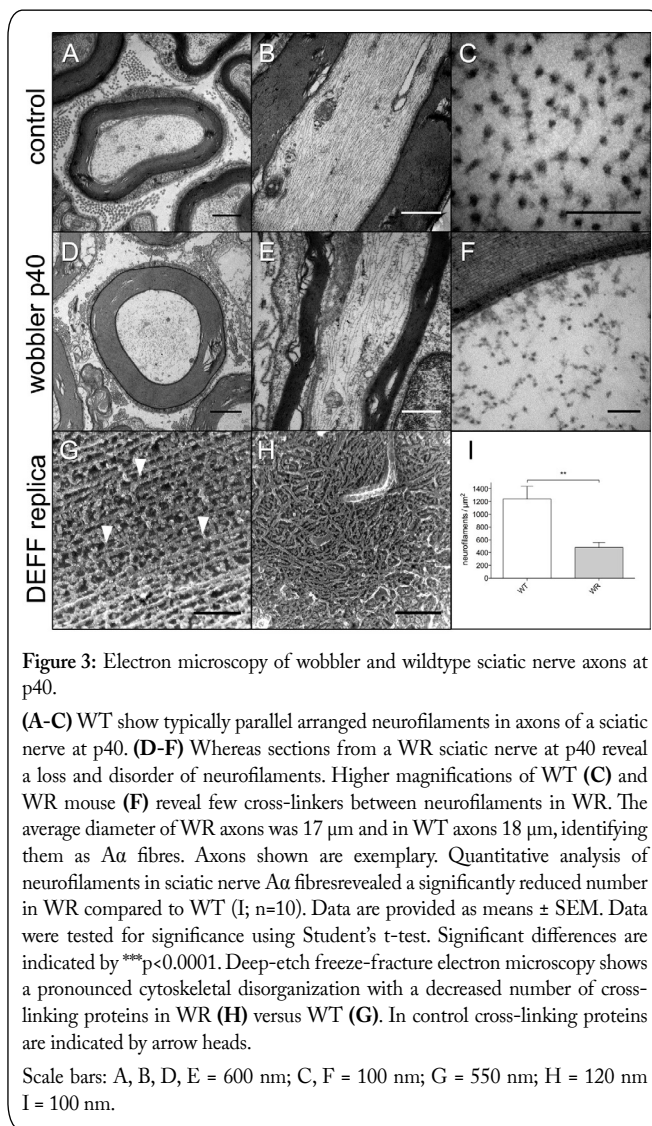 A
B
C
control
D
E
F
wobbler p40
G
H
I
DEFF replica
**
1400
1200
1000
800
600
400
200
0
neurofilaments / μm²
WT
WR
Figure 3: Electron microscopy of wobbler and wildtype sciatic nerve axons at
p40.
(A-C) WT show typically parallel arranged neurofilaments in axons of a sciatic
nerve at p40. (D-F) Whereas sections from a WR sciatic nerve at p40 reveal
a loss and disorder of neurofilaments. Higher magnifications of WT (C) and
WR mouse (F) reveal few cross-linkers between neurofilaments in WR. The
average diameter of WR axons was 17 μm and in WT axons 18 μm, identifying
them as Aα fibres. Axons shown are exemplary. Quantitative analysis of
neurofilaments in sciatic nerve Aα fibresrevealed a significantly reduced number
in WR compared to WT (I; n=10). Data are provided as means ± SEM. Data
were tested for significance using Student's t-test. Significant differences are
indicated by ***p<0.0001. Deep-etch freeze-fracture electron microscopy shows
a pronounced cytoskeletal disorganization with a decreased number of cross-
linking proteins in WR (H) versus WT (G). In control cross-linking proteins
are indicated by arrow heads.
Scale bars: A, B, D, E = 600 nm; C, F = 100 nm; G = 550 nm; H = 120 nm
I = 100 nm.